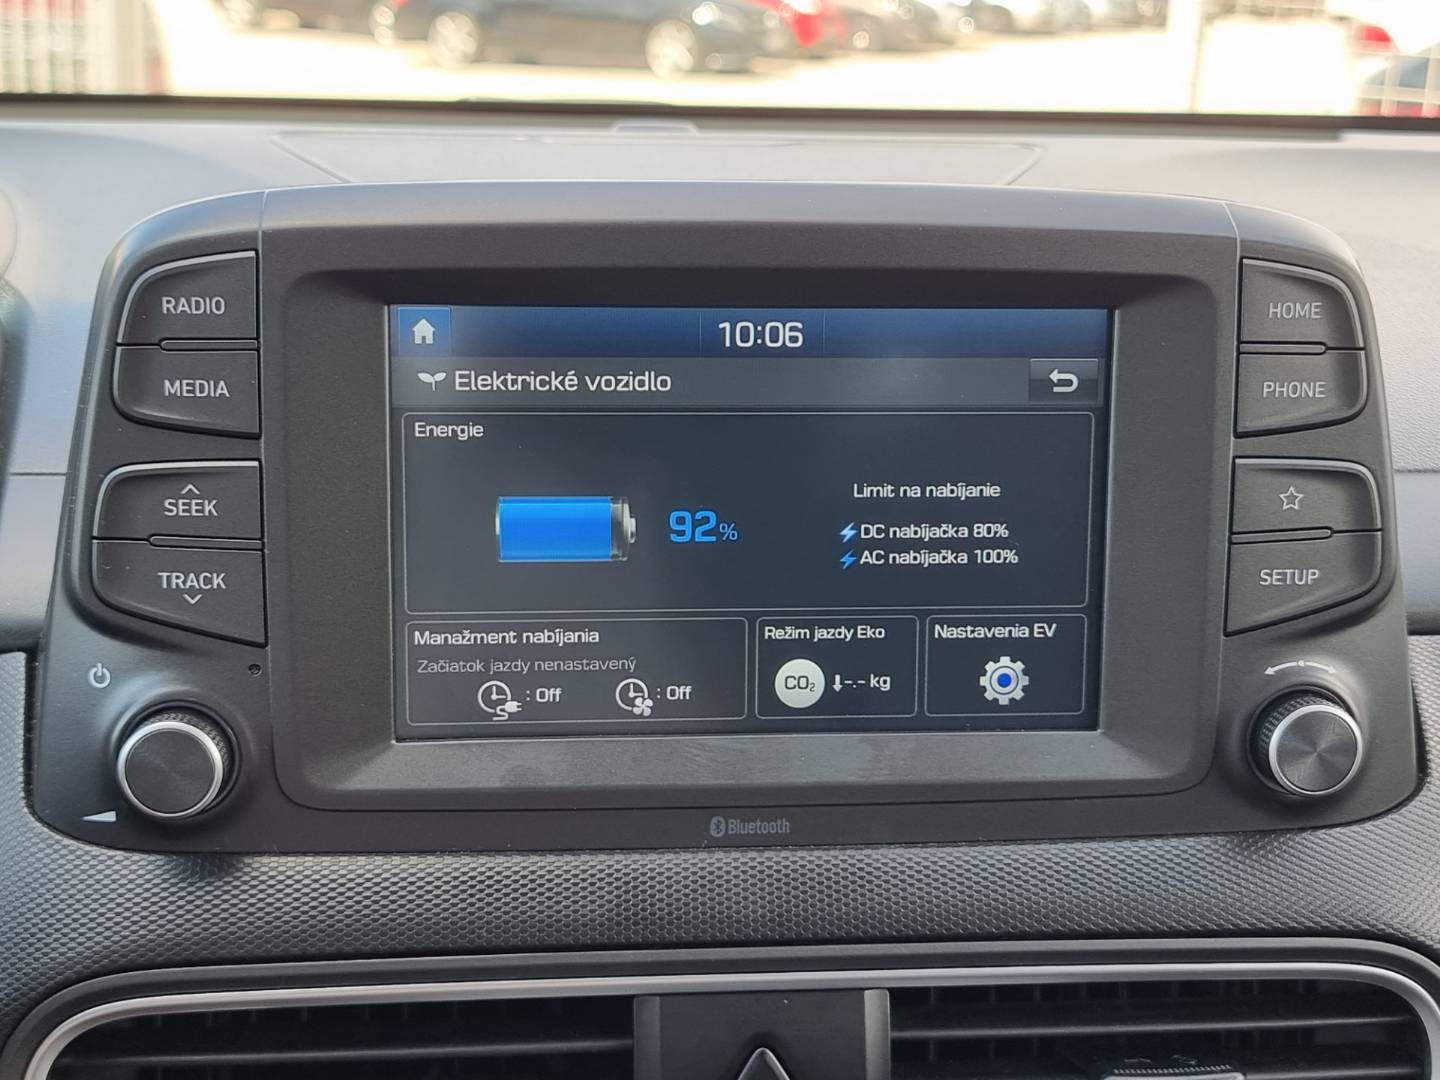 RADIO
MEDIA
SEEK
TRACK
10:06
Elektrické vozidlo
Energie
92%
Limit na nabíjanie
DC nabíjačka 80%
AC nabíjačka 100%
Manažment nabíjania
Začiatok jazdy nenastavený
: Off
: Off
Režim jazdy Eko
CO₂
-.- kg
Nastavenia EV
HOME
PHONE
SETUP
Bluetooth